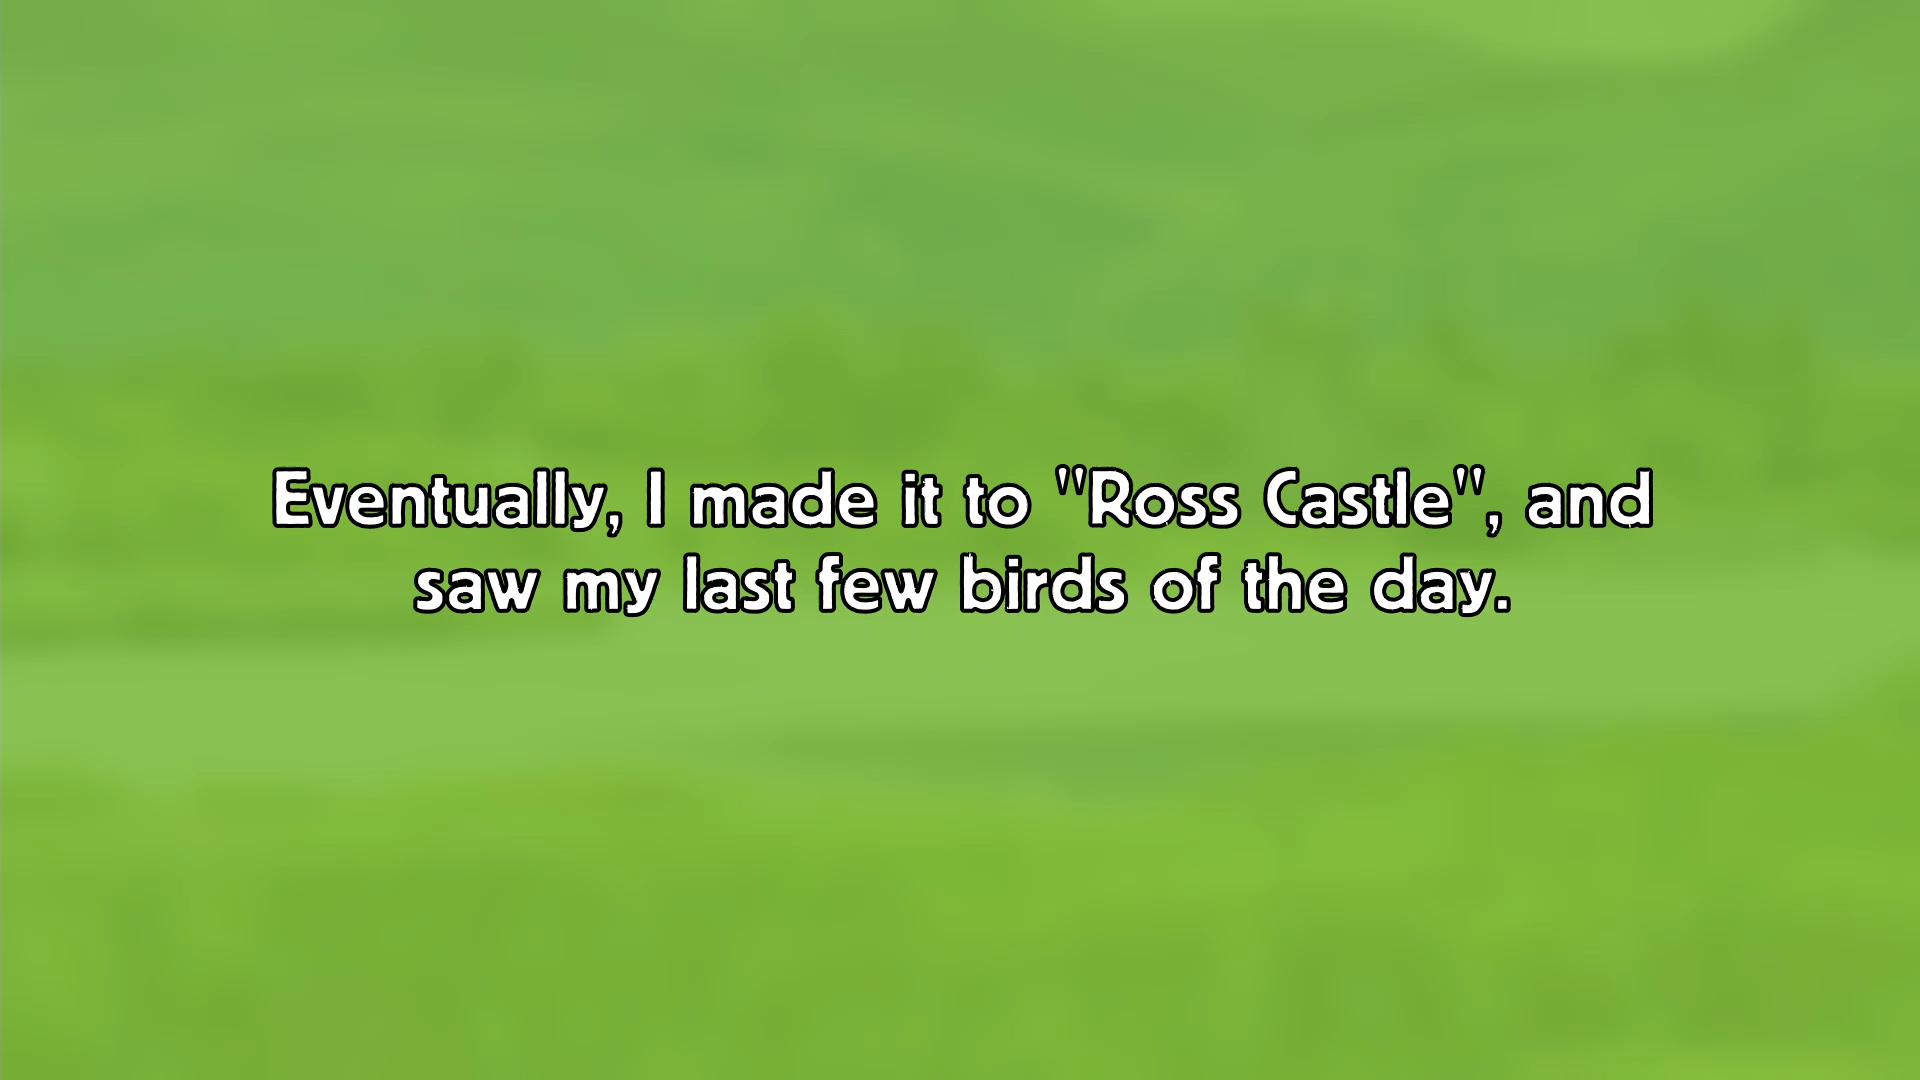 Eventually, I made it to "Ross Castle", and
saw my last few birds of the day.